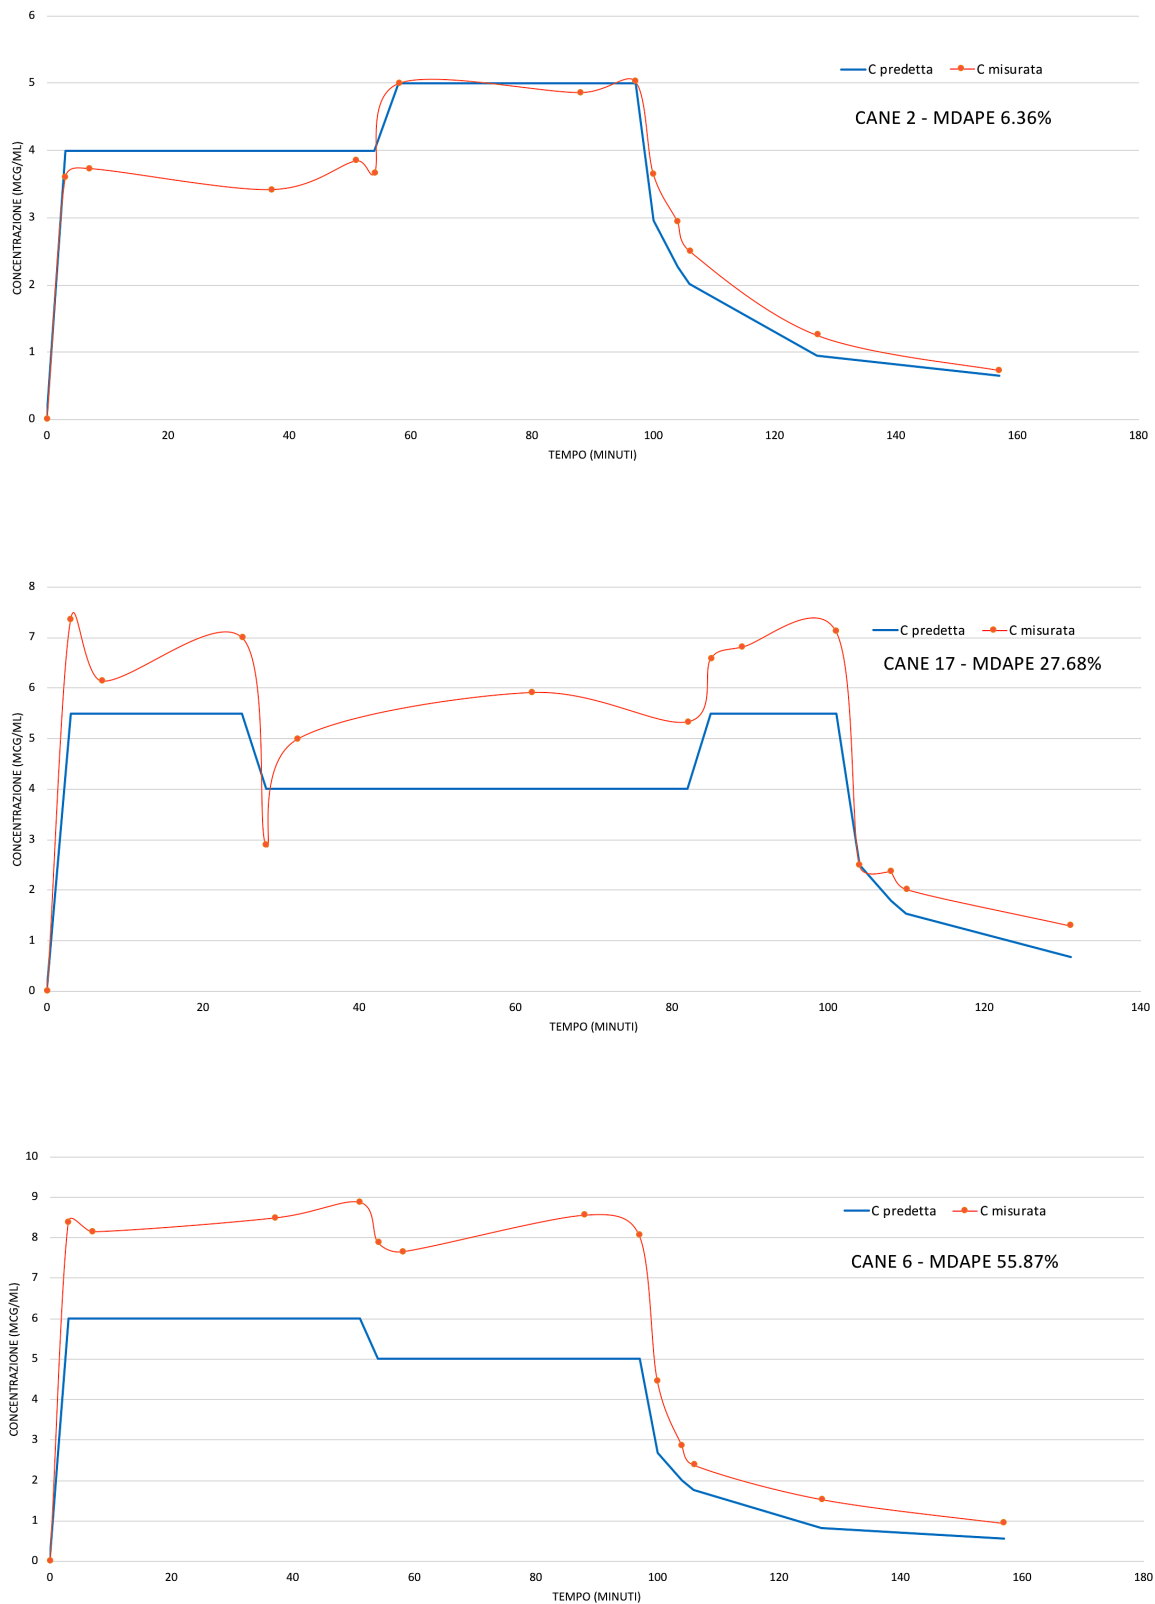 6
5
4
3
2
1
0
CONCENTRAZIONE (MCG/ML)
C predetta C misurata
CANE 2 - MDAPE 6.36%
0 20 40 60 80 100 120 140 160 180
TEMPO (MINUTI)
8
7
6
5
4
3
2
1
0
CONCENTRAZIONE (MCG/ML)
C predetta C misurata
CANE 17 - MDAPE 27.68%
0 20 40 60 80 100 120 140
TEMPO (MINUTI)
10
9
8
7
6
5
4
3
2
1
0
CONCENTRAZIONE (MCG/ML)
C predetta C misurata
CANE 6 - MDAPE 55.87%
0 20 40 60 80 100 120 140 160 180
TEMPO (MINUTI)